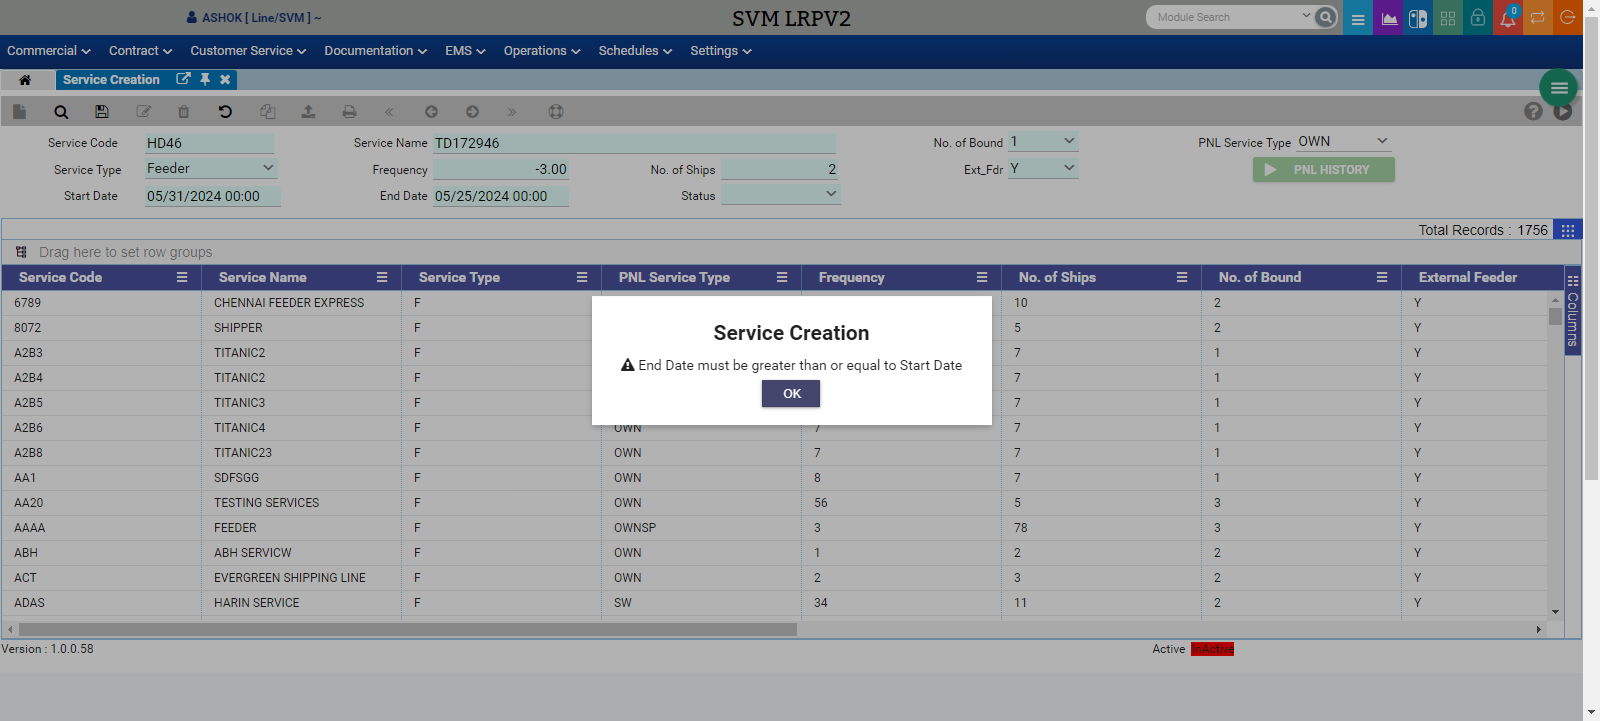 ASHOK [ Line/SVM ] ~
SVM LRPV2
Module Search
0
Commercial Contract Customer Service Documentation EMS Operations Schedules Settings
Service Creation
Service Code HD46 Service Name TD172946 No. of Bound 1 PNL Service Type OWN
Service Type Feeder Frequency -3.00 No. of Ships 2 Ext_Fdr Y PNL HISTORY
Start Date 05/31/2024 00:00 End Date 05/25/2024 00:00 Status
Total Records : 1756
Drag here to set row groups
Service Code Service Name Service Type PNL Service Type Frequency No. of Ships No. of Bound External Feeder
Columns
6789 CHENNAI FEEDER EXPRESS F 10 2 Y
8072 SHIPPER F 5 2 Y
A2B3 TITANIC2 F 7 1 Y
A2B4 TITANIC2 F 7 1 Y
A2B5 TITANIC3 F 7 1 Y
A2B6 TITANIC4 F OWN 7 7 1 Y
A2B8 TITANIC23 F OWN 7 7 1 Y
AA1 SDFSGG F OWN 8 7 1 Y
AA20 TESTING SERVICES F OWN 56 5 3 Y
AAAA FEEDER F OWNSP 3 78 3 Y
ABH ABH SERVICW F OWN 1 2 2 Y
ACT EVERGREEN SHIPPING LINE F OWN 2 3 2 Y
ADAS HARIN SERVICE F SW 34 11 2 Y
Service Creation
End Date must be greater than or equal to Start Date
OK
Version : 1.0.0.58
Active InActive